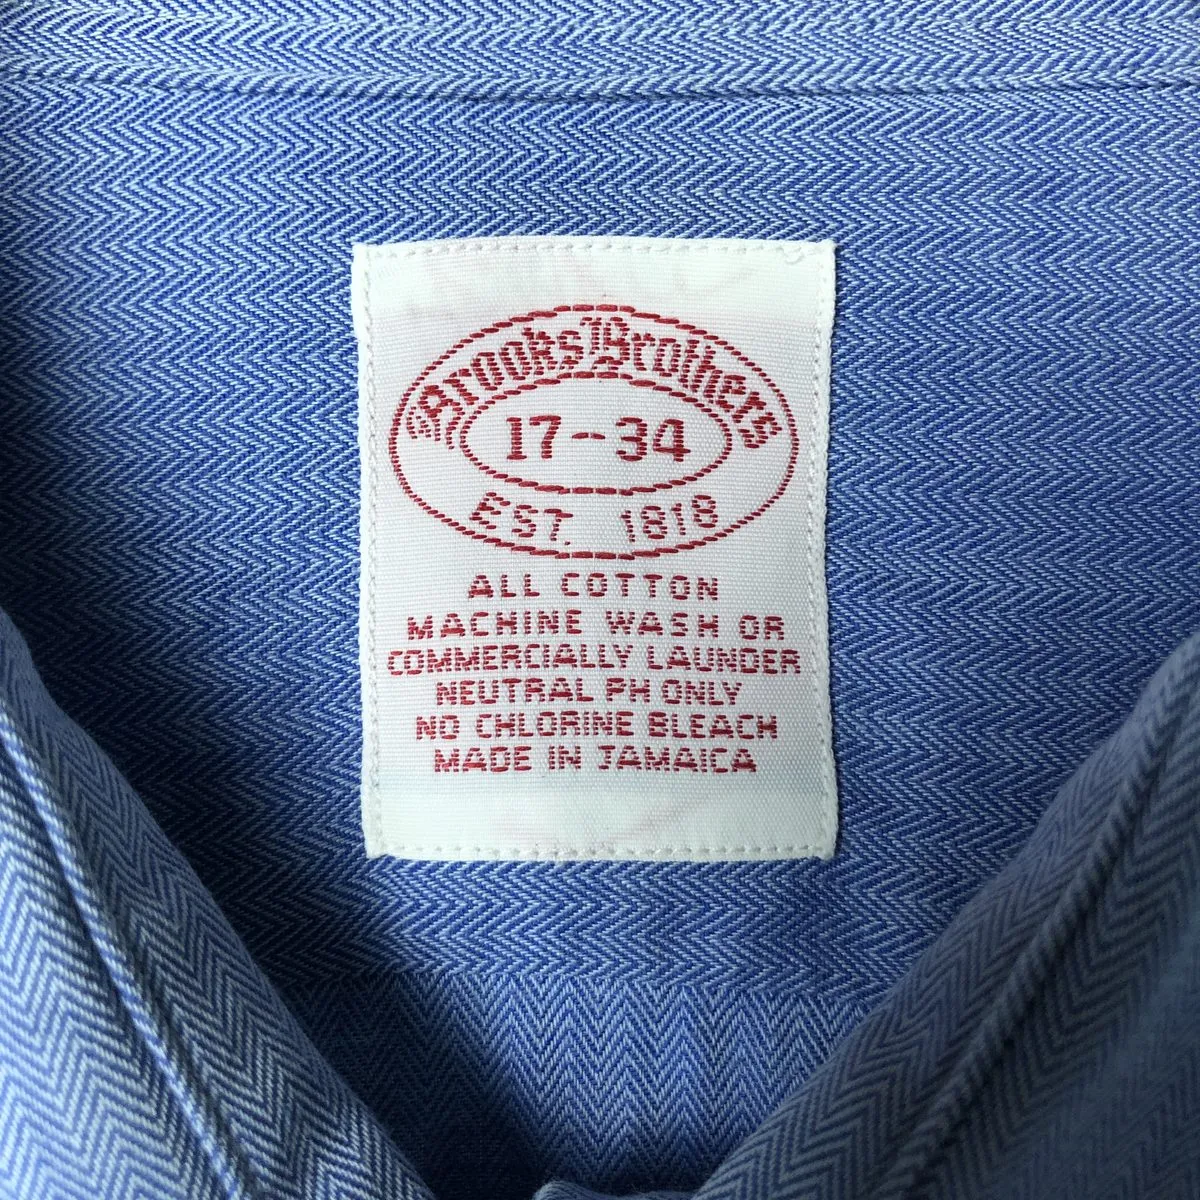 Brooks Brothers
17-34
EST. 1818
ALL COTTON
MACHINE WASH OR
COMMERCIALLY LAUNDER
NEUTRAL PH ONLY
NO CHLORINE BLEACH
MADE IN JAMAICA